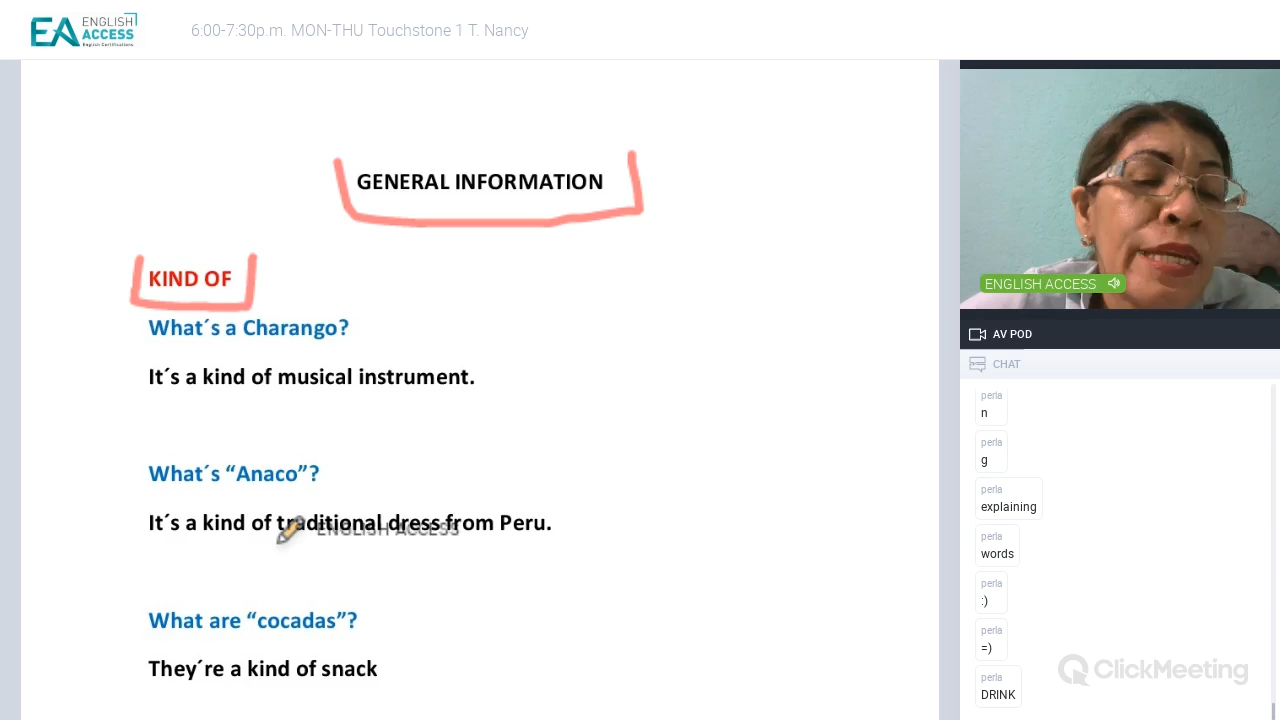 EA ENGLISH ACCESS
English Certifications
6:00-7:30p.m. MON-THU Touchstone 1 T. Nancy
GENERAL INFORMATION
KIND OF
What´s a Charango?
It´s a kind of musical instrument.
What´s “Anaco”?
It´s a kind of traditional dress from Peru.
ENGLISH ACCESS
What are “cocadas”?
They´re a kind of snack
ENGLISH ACCESS
AV POD
CHAT
perla
n
perla
g
perla
explaining
perla
words
perla
:)
perla
=)
perla
DRINK
ClickMeeting